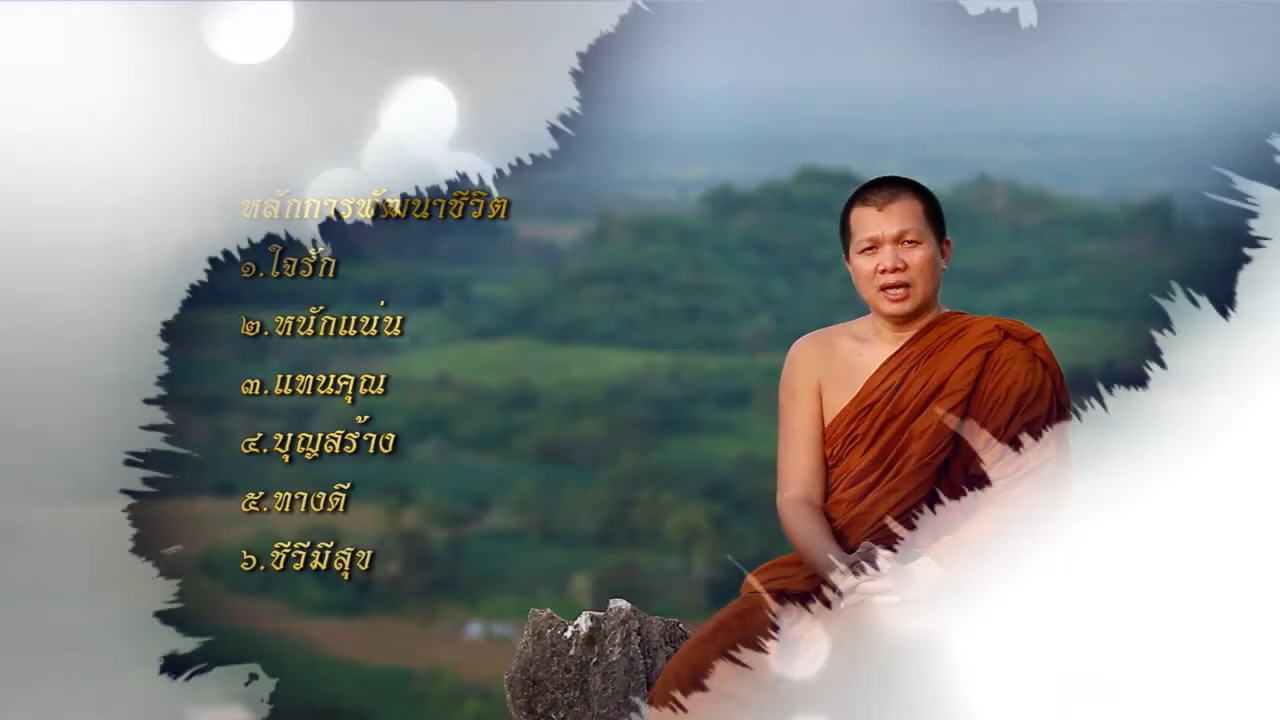 หลักการพัฒนาชีวิต
๑.ใจรัก
๒.หนักแน่น
๓.แทนคุณ
๔.บุญสร้าง
๕.ทางดี
๖.ชีวีมีสุข